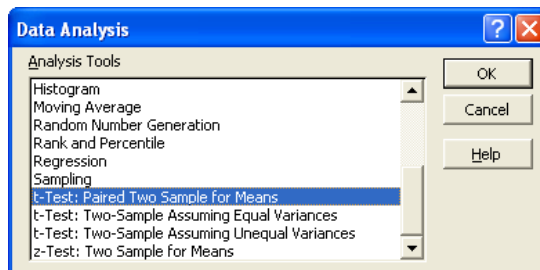 Data Analysis
Analysis Tools
Histogram
Moving Average
Random Number Generation
Rank and Percentile
Regression
Sampling
t-Test: Paired Two Sample for Means
t-Test: Two-Sample Assuming Equal Variances
t-Test: Two-Sample Assuming Unequal Variances
z-Test: Two Sample for Means
OK
Cancel
Help